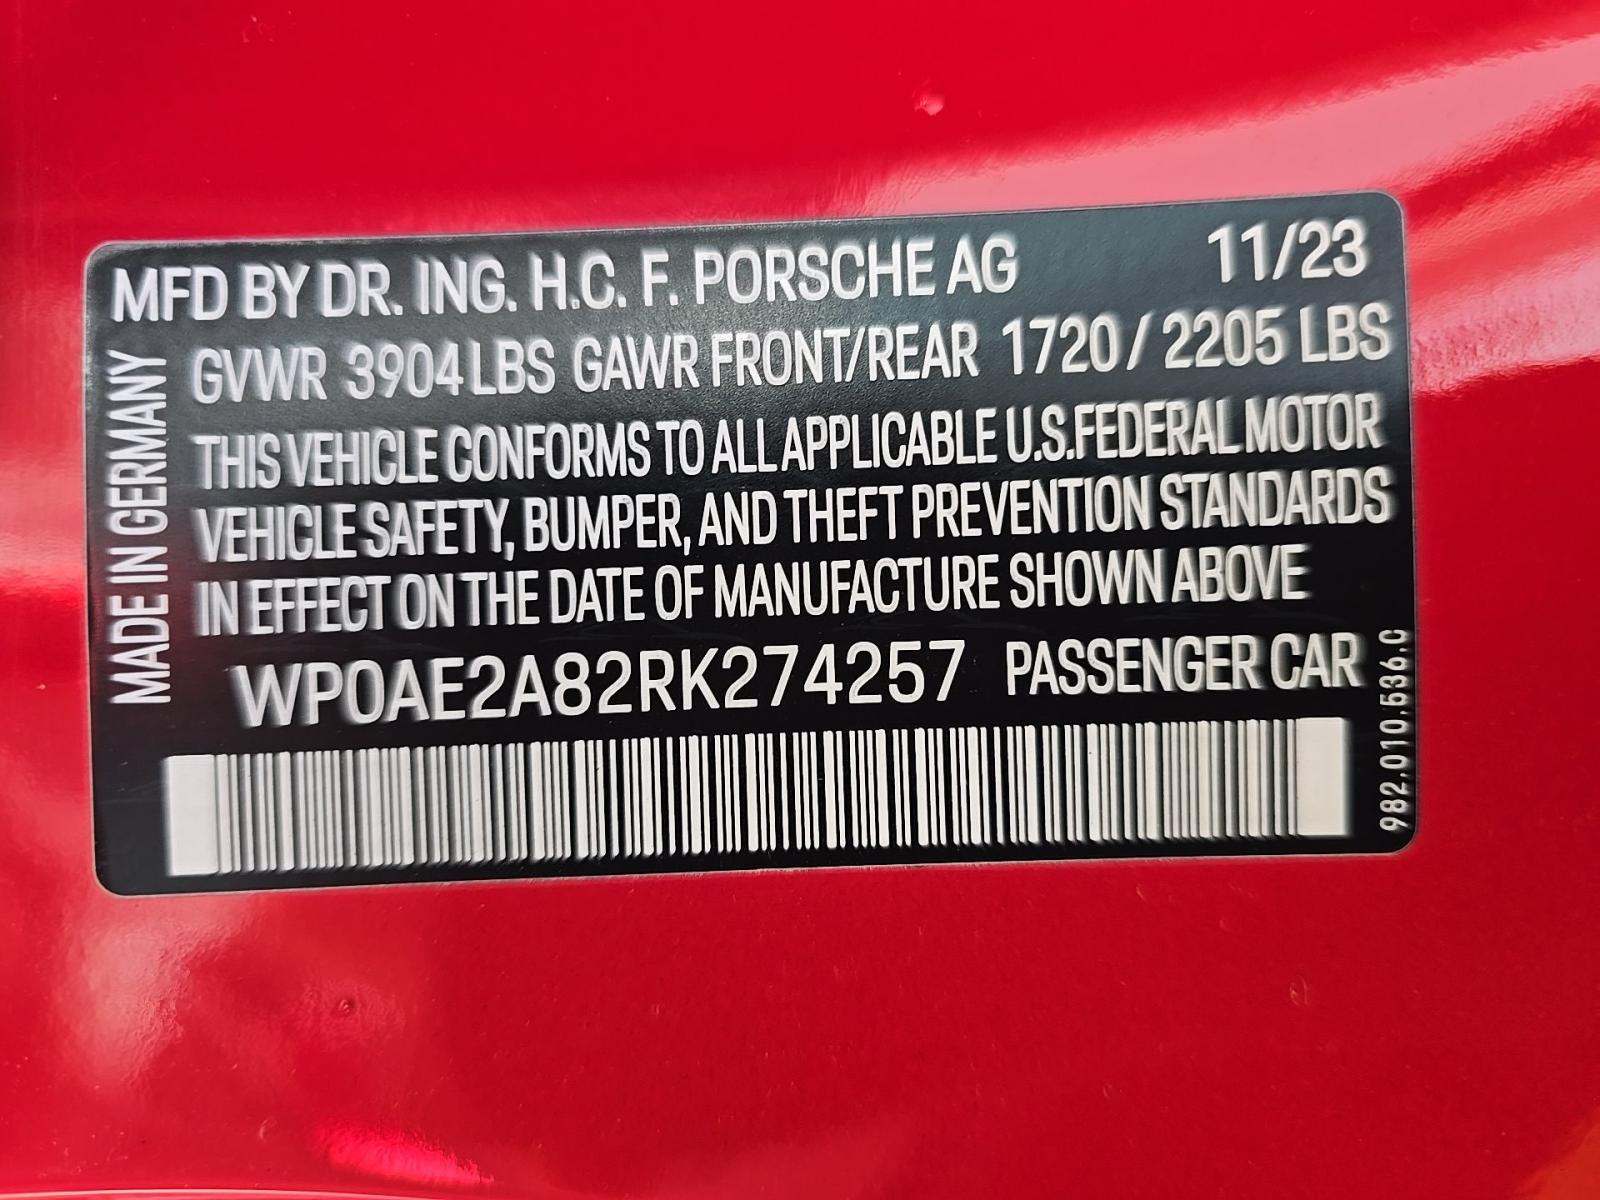 MFD BY DR. ING. H.C. F. PORSCHE AG 11/23
GVWR 3904 LBS GAWR FRONT/REAR 1720 / 2205 LBS
THIS VEHICLE CONFORMS TO ALL APPLICABLE U.S.FEDERAL MOTOR
VEHICLE SAFETY, BUMPER, AND THEFT PREVENTION STANDARDS
IN EFFECT ON THE DATE OF MANUFACTURE SHOWN ABOVE
WP0AE2A82RK274257 PASSENGER CAR
MADE IN GERMANY
982.010.536.C